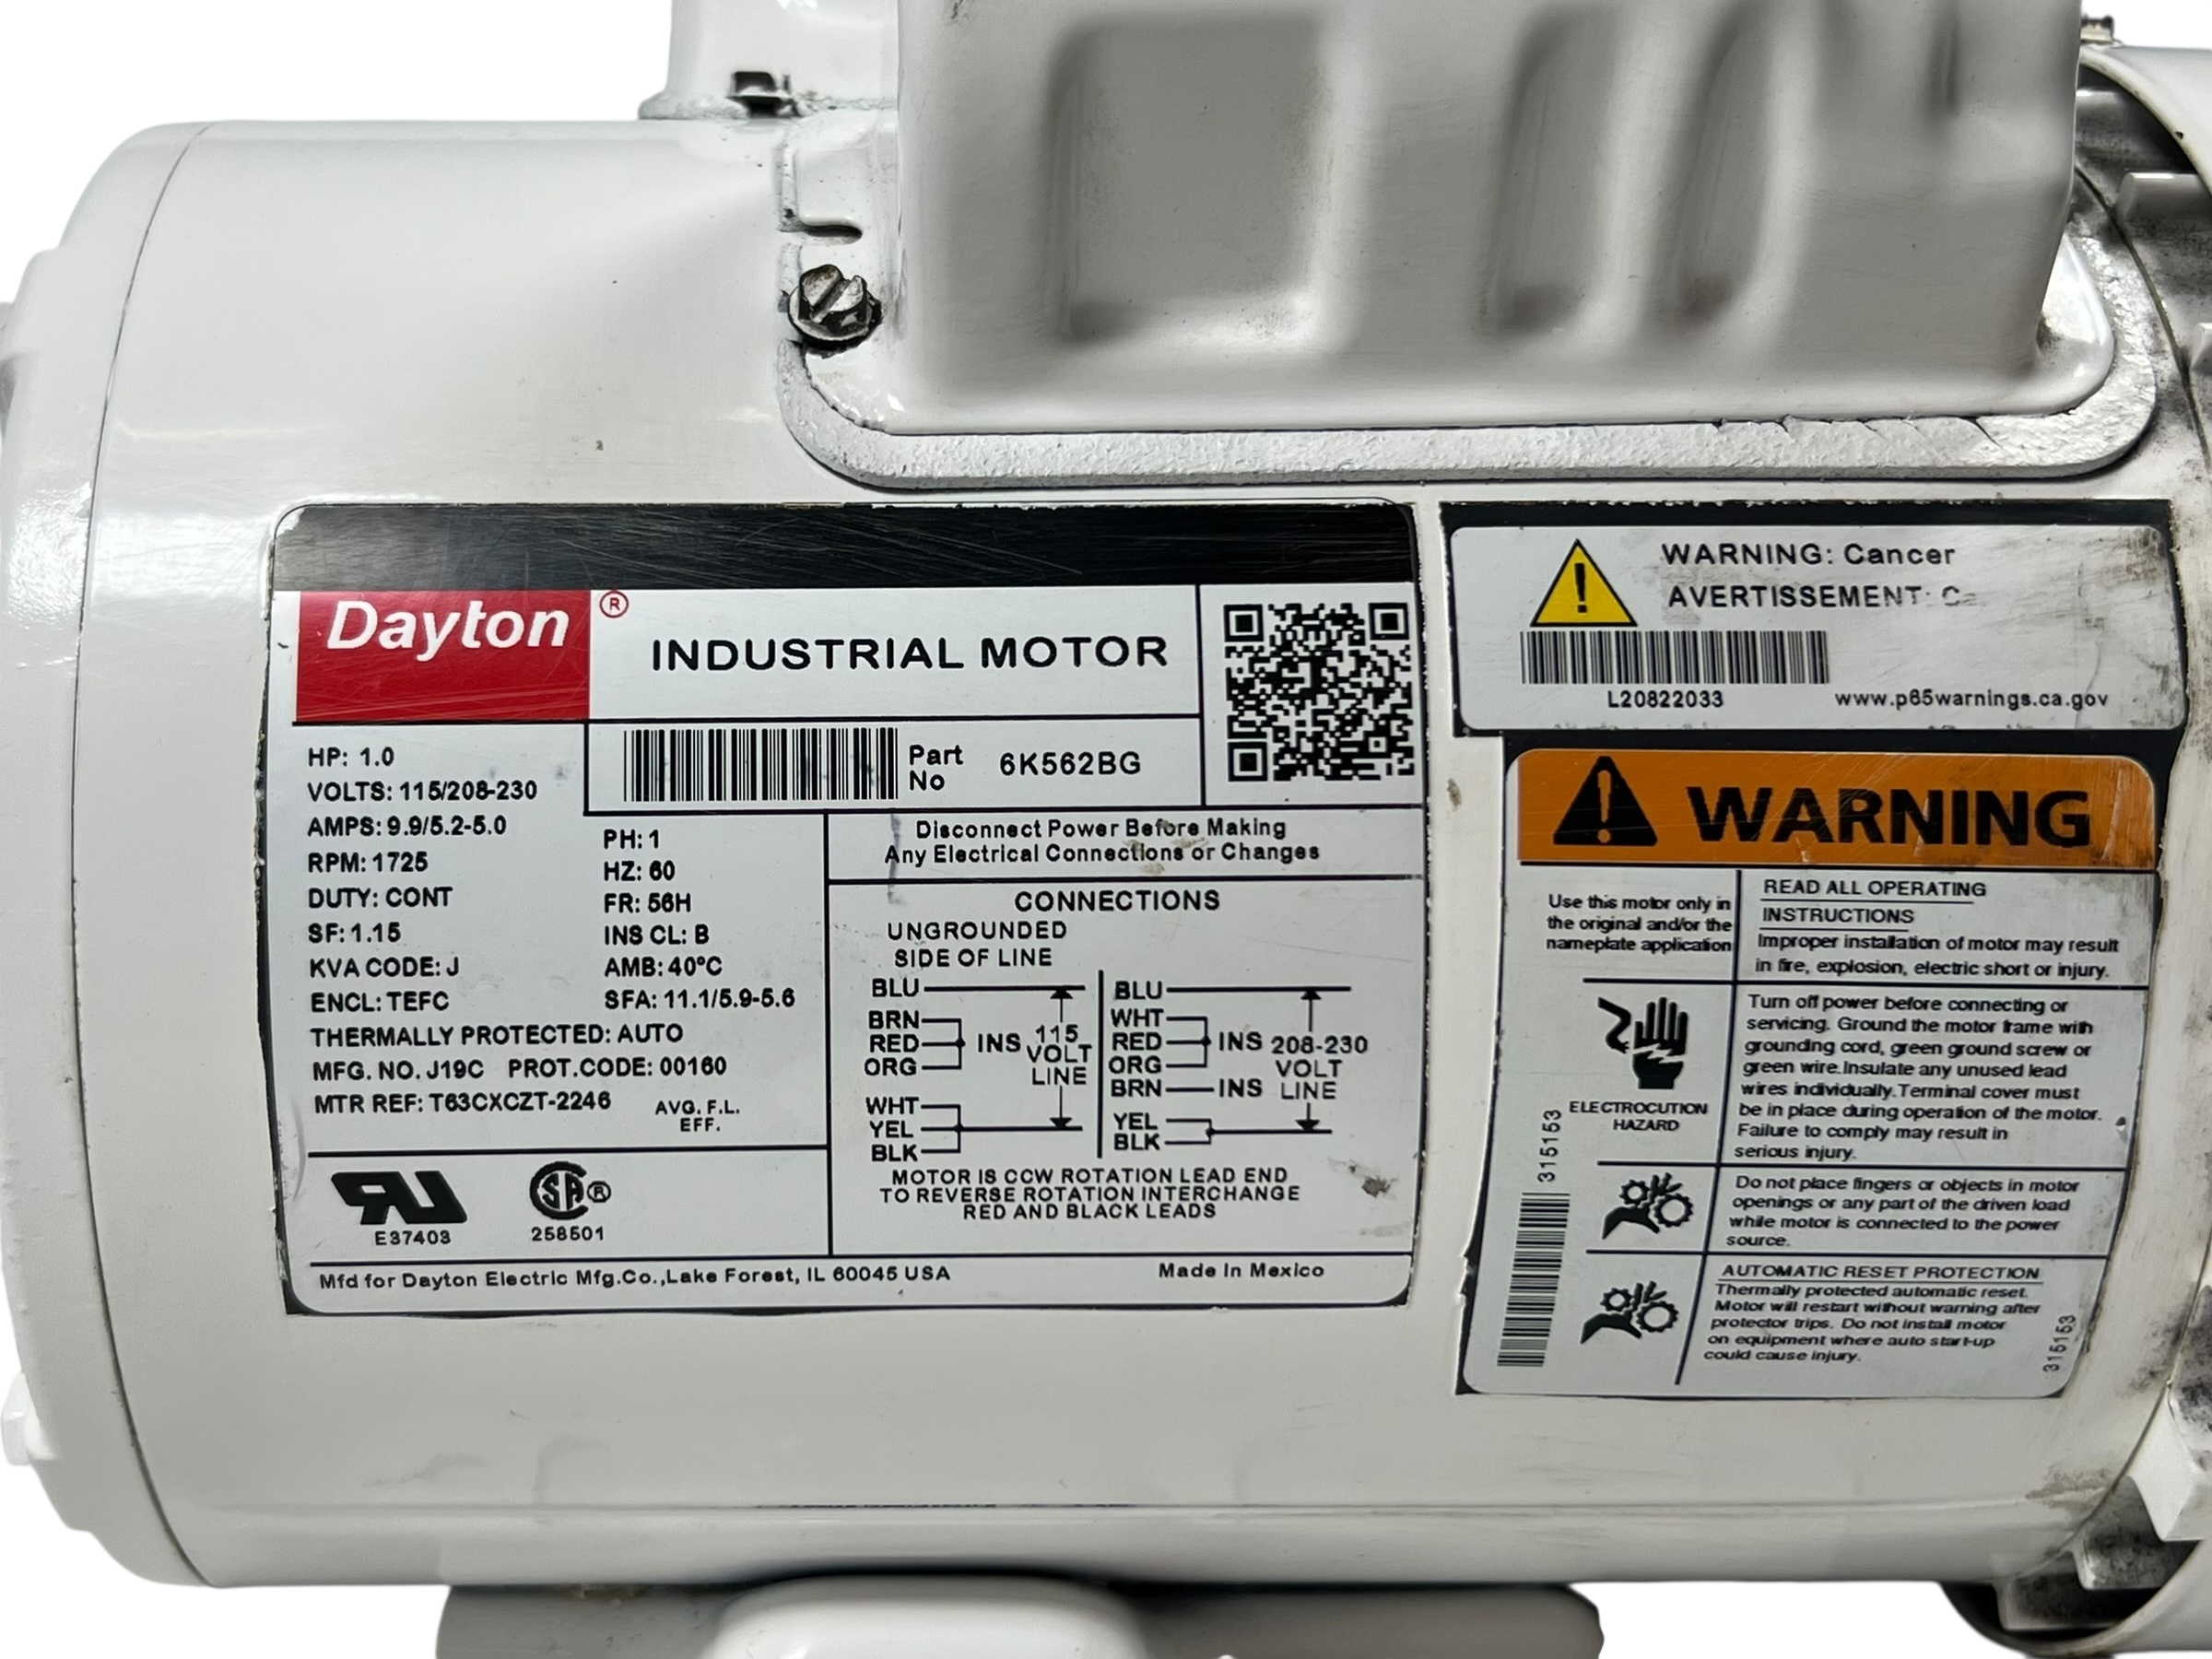 Dayton®
INDUSTRIAL MOTOR
Part No 6K562BG
HP: 1.0
VOLTS: 115/208-230
AMPS: 9.9/5.2-5.0
RPM: 1725
DUTY: CONT
SF: 1.15
KVA CODE: J
ENCL: TEFC
PH: 1
HZ: 60
FR: 56H
INS CL: B
AMB: 40°C
SFA: 11.1/5.9-5.6
THERMALLY PROTECTED: AUTO
MFG. NO. J19C PROT.CODE: 00160
MTR REF: T63CXCZT-2246
AVG. F.L.
EFF.
E37403
SA®
258501
Disconnect Power Before Making
Any Electrical Connections or Changes
CONNECTIONS
UNGROUNDED
SIDE OF LINE
BLU
BRN
RED
ORG
INS
115
VOLT
LINE
WHT
YEL
BLK
BLU
WHT
RED
ORG
INS
BRN
INS
208-230
VOLT
LINE
YEL
BLK
MOTOR IS CCW ROTATION LEAD END
TO REVERSE ROTATION INTERCHANGE
RED AND BLACK LEADS
Mfd for Dayton Electric Mfg.Co.,Lake Forest, IL 60045 USA
Made In Mexico
WARNING: Cancer
AVERTISSEMENT:
L20822033
www.p65warnings.ca.gov
WARNING
Use this motor only in
the original and/or the
nameplate application
READ ALL OPERATING
INSTRUCTIONS
Improper installation of motor may result
in fire, explosion, electric short or injury.
ELECTROCUTION
HAZARD
Turn off power before connecting or
servicing. Ground the motor frame with
grounding cord, green ground screw or
green wire.Insulate any unused lead
wires individually.Terminal cover must
be in place during operation of the motor.
Failure to comply may result in
serious injury.
Do not place fingers or objects in motor
openings or any part of the driven load
while motor is connected to the power
source.
AUTOMATIC RESET PROTECTION
Thermally protected automatic reset.
Motor will restart without warning after
protector trips. Do not install motor
on equipment where auto start-up
could cause injury.
315153
315153